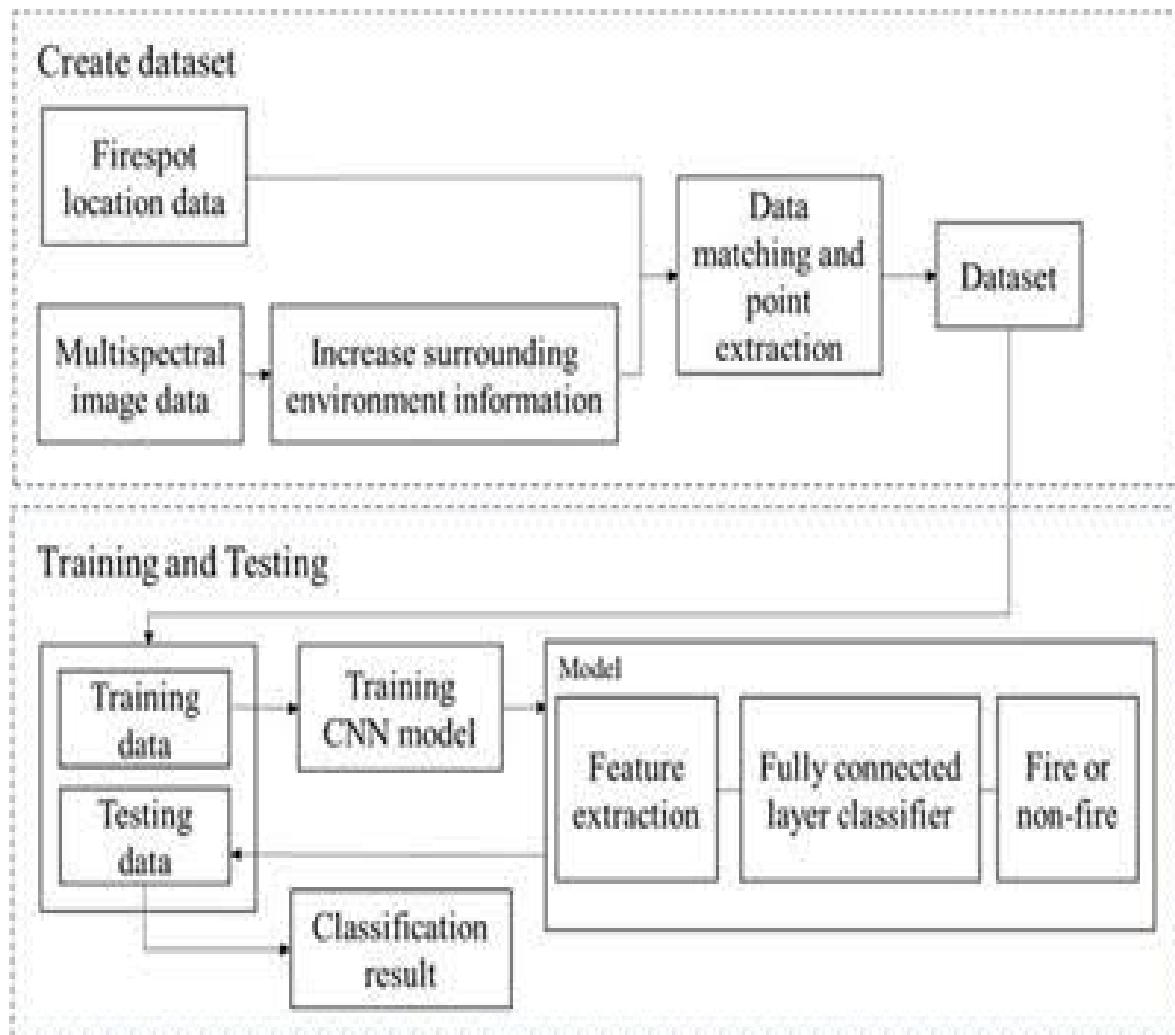 Create dataset
Firespot
location data
Multispectral
image data
Increase surrounding
environment information
Data
matching and
point
extraction
Dataset
Training and Testing
Training
data
Testing
data
Training
CNN model
Model
Feature
extraction
Fully connected
layer classifier
Fire or
non-fire
Classification
result